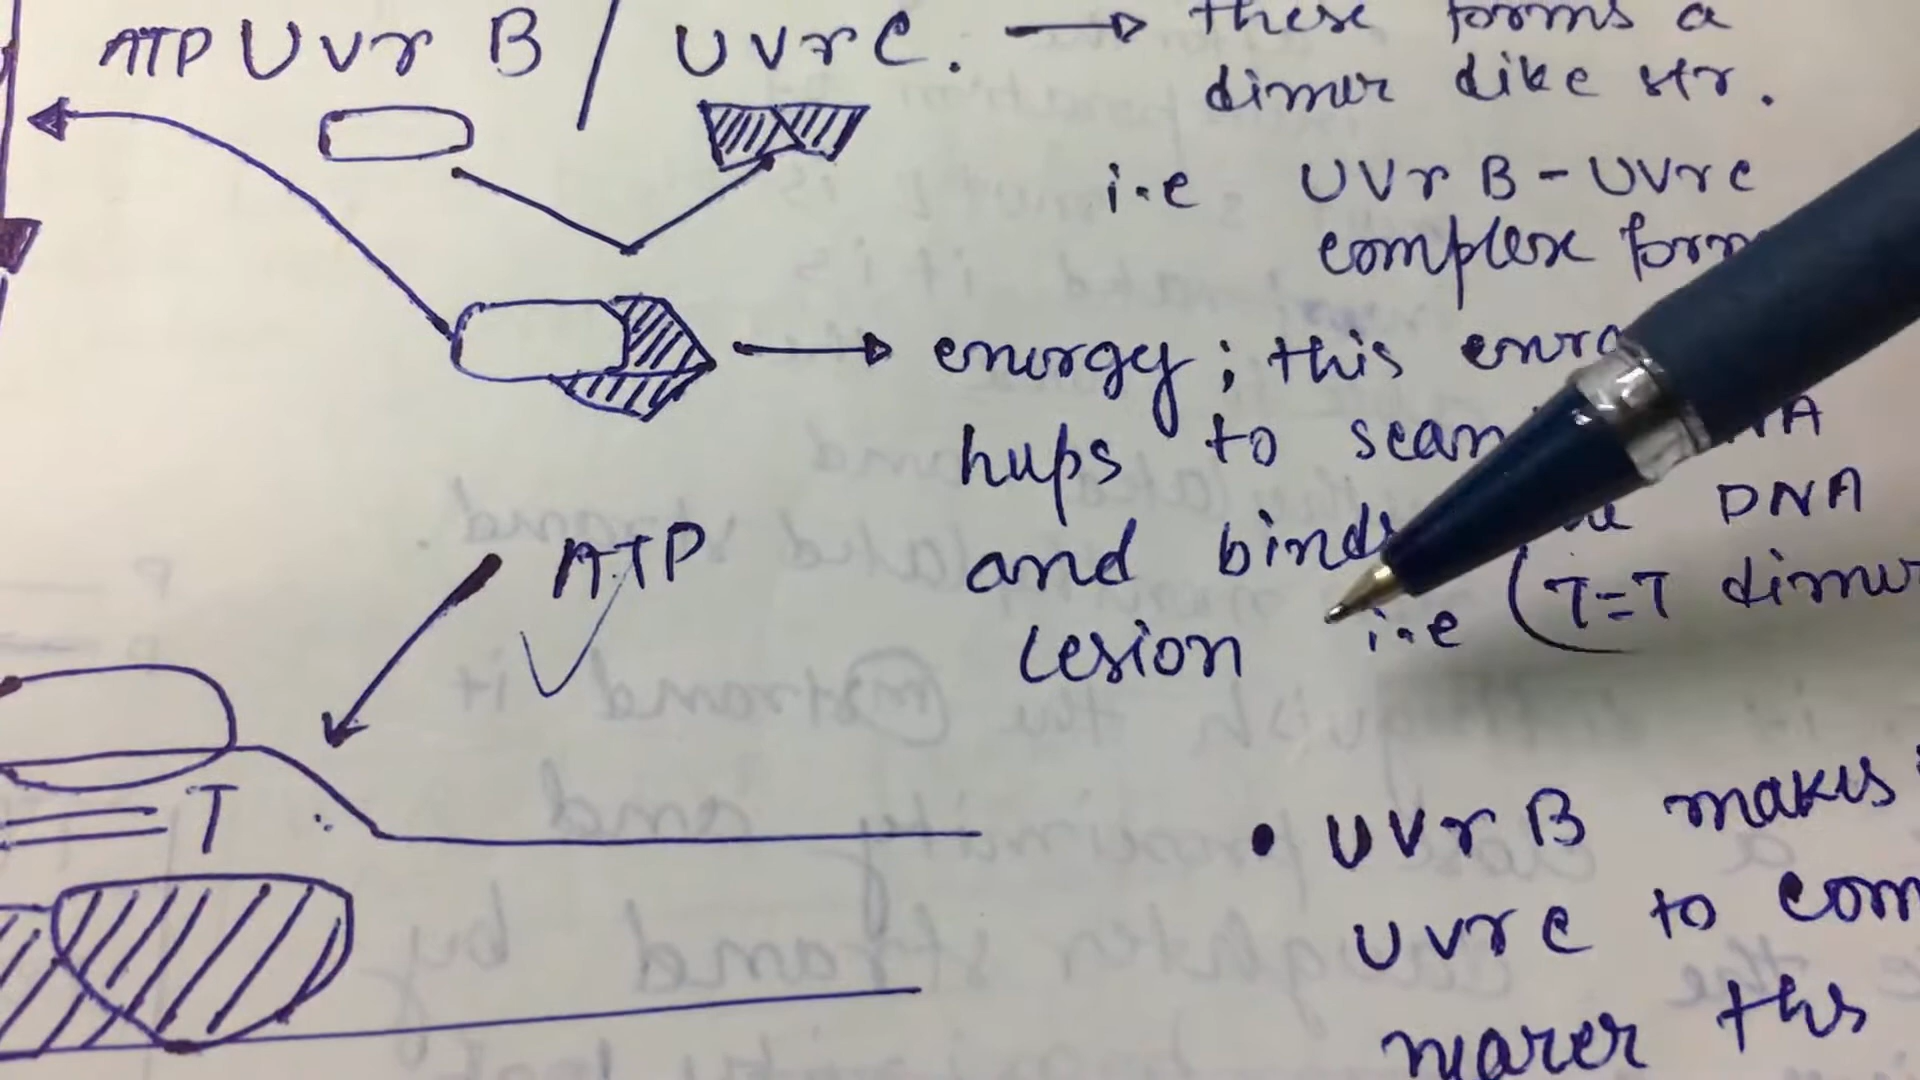 ATP UvrB / UVrC. → these forms a
dimer like str.
i.e UVrB-UVrC
complex form
energy; this
helps to scan
and binds DNA
lesion i.e (T=T dimer
ATP
T
• UVrB makes
UVrC to com
nearer this